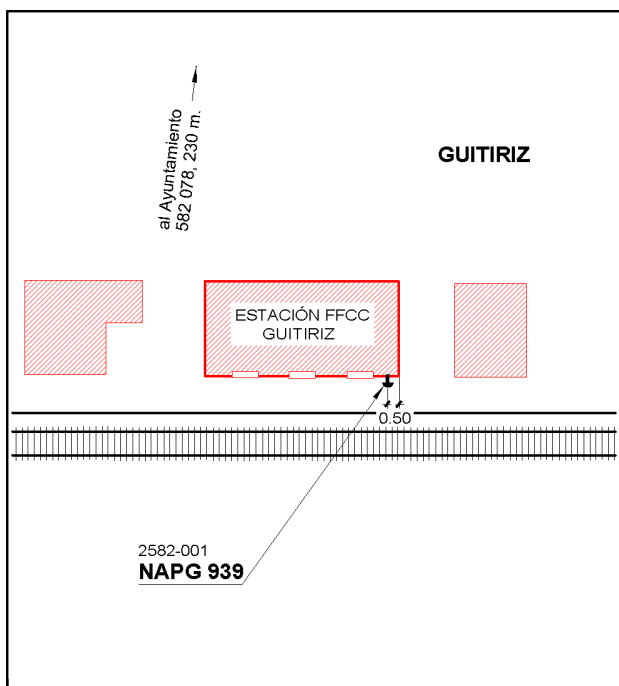 al Ayuntamiento
582 078, 230 m.
GUITIRIZ
ESTACIÓN FFCC
GUITIRIZ
0.50
2582-001
NAPG 939